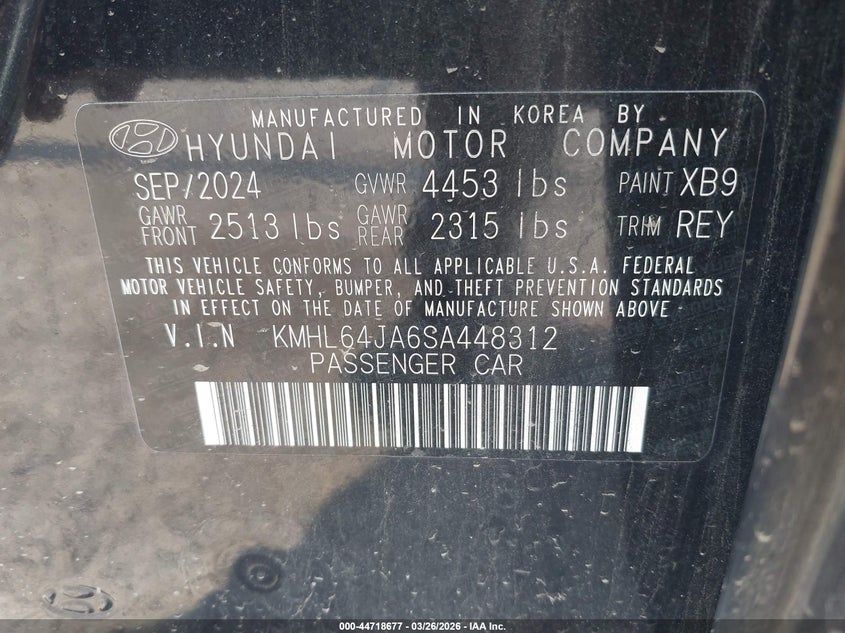 MANUFACTURED IN KOREA BY
HYUNDAI MOTOR COMPANY
SEP/2024 GVWR 4453 lbs PAINT XB9
GAWR FRONT 2513 lbs GAWR REAR 2315 lbs TRIM REY
THIS VEHICLE CONFORMS TO ALL APPLICABLE U.S.A. FEDERAL
MOTOR VEHICLE SAFETY, BUMPER, AND THEFT PREVENTION STANDARDS
IN EFFECT ON THE DATE OF MANUFACTURE SHOWN ABOVE
V.I.N KMHL64JA6SA448312
PASSENGER CAR
000-44718677 - 03/26/2026 - IAA Inc.